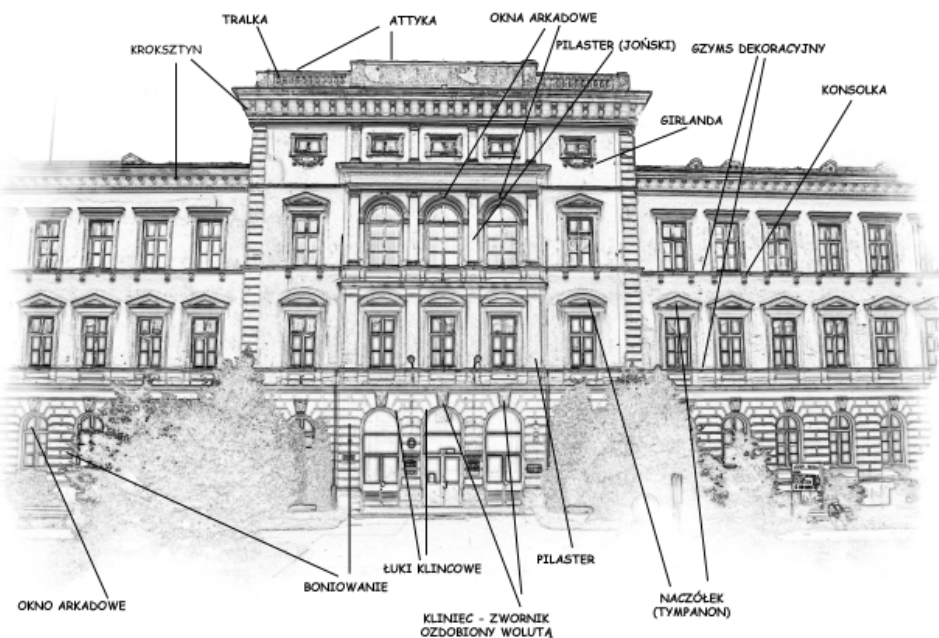 TRALKA
ATTYKA
OKNA ARKADOWE
PILASTER (JOŃSKI)
KROKSZTYN
GZYMS DEKORACYJNY
KONSOLKA
GIRLANDA
PILASTER
ŁUKI KLINCOWE
BONIOWANIE
OKNO ARKADOWE
NACZÓŁEK
(TYMPANON)
KLINIEC - ZWORNIK
OZDOBIONY WOLUTĄ